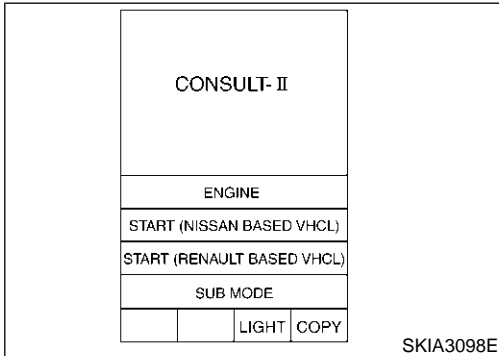 CONSULT- II
ENGINE
START (NISSAN BASED VHCL)
START (RENAULT BASED VHCL)
SUB MODE
LIGHT COPY
SKIA3098E